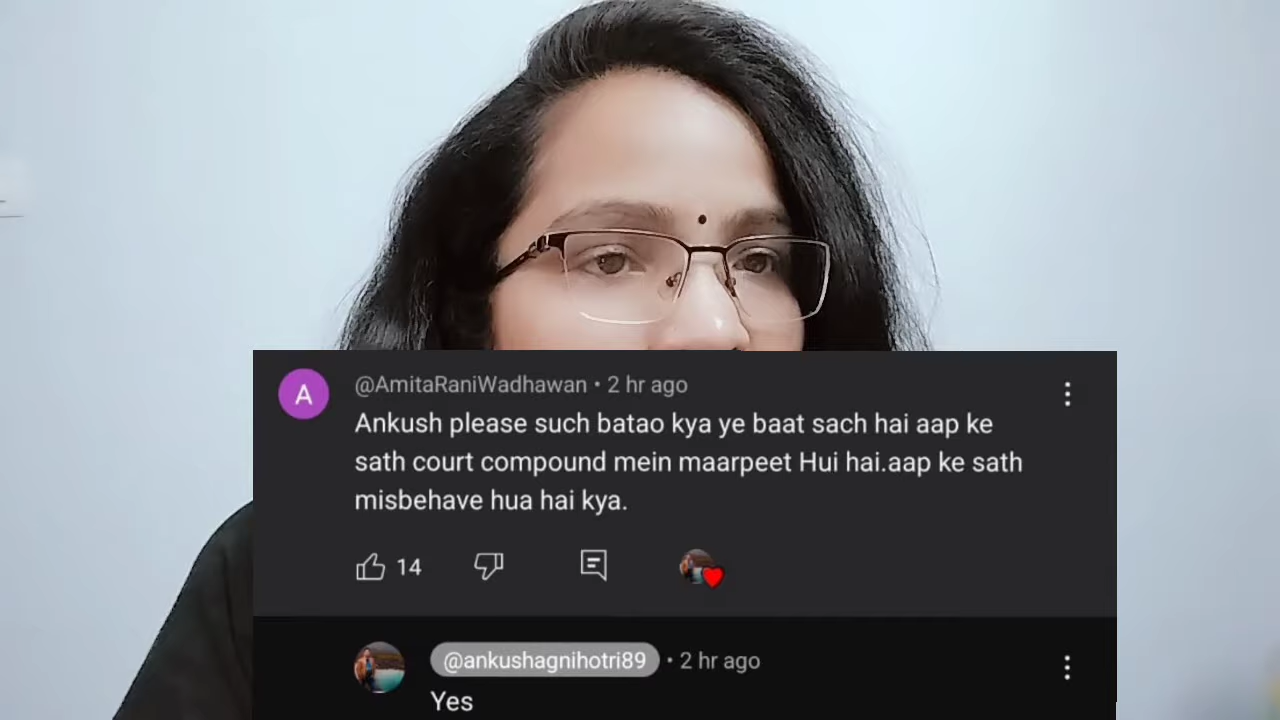 A
@AmitaRaniWadhawan • 2 hr ago
Ankush please such batao kya ye baat sach hai aap ke
sath court compound mein maarpeet Hui hai.aap ke sath
misbehave hua hai kya.
14
@ankushagnihotri89 • 2 hr ago
Yes